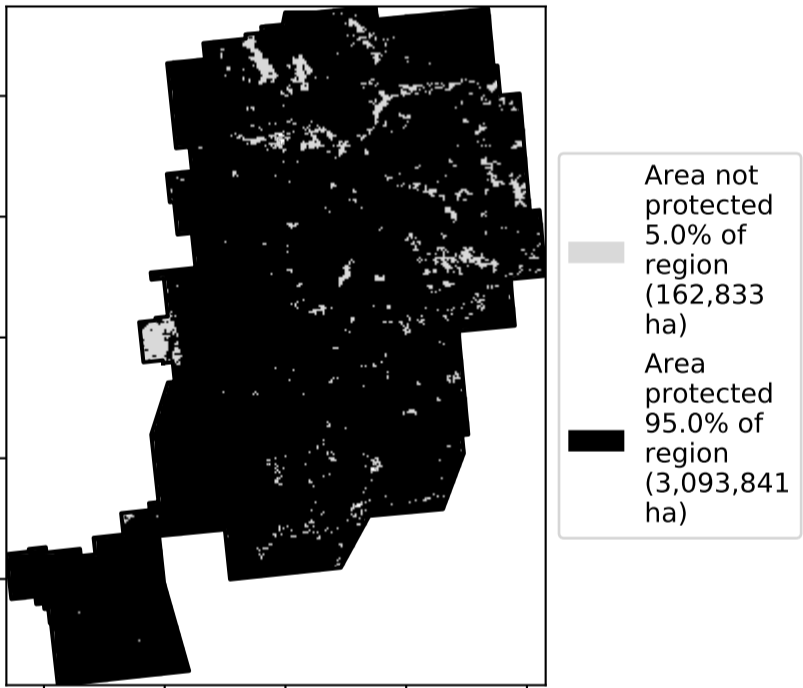 Area not
protected
5.0% of
region
(162,833
ha)
Area
protected
95.0% of
region
(3,093,841
ha)